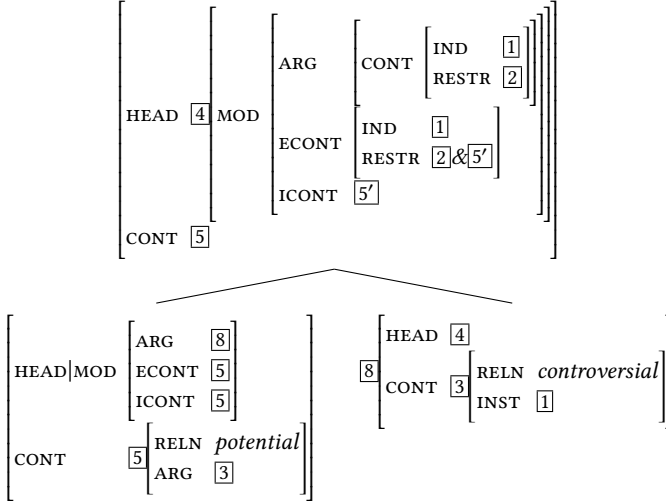 ARG CONT IND 1
RESTR 2
HEAD 4 MOD
ECONT IND 1
RESTR 2 & 5′
ICONT 5′
CONT 5
HEAD|MOD ARG 8
ECONT 5
ICONT 5
CONT 5 RELN potential
ARG 3
8 HEAD 4
CONT 3 RELN controversial
INST 1